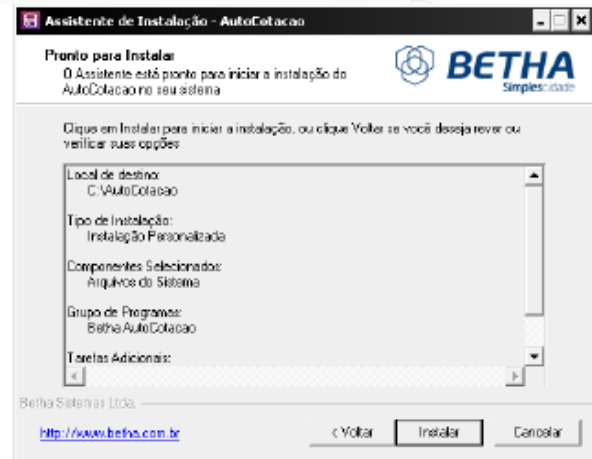 Assistente de Instalação - AutoCotacao
Pronto para Instalar
O Assistente está pronto para iniciar a instalação do
AutoCotacao no seu sistema
BETHA
Simplescidade
Clique em Instalar para iniciar a instalação, ou clique Voltar se você deseja rever ou
verificar suas opções
Local de destino:
C:\AutoCotacao
Tipo de Instalação:
Instalação Personalizada
Componentes Selecionados:
Arquivos do Sistema
Grupo de Programas:
Betha AutoCotacao
Tarefas Adicionais:
Betha Sistemas Ltda.
http://www.betha.com.br
< Voltar
Instalar
Cancelar